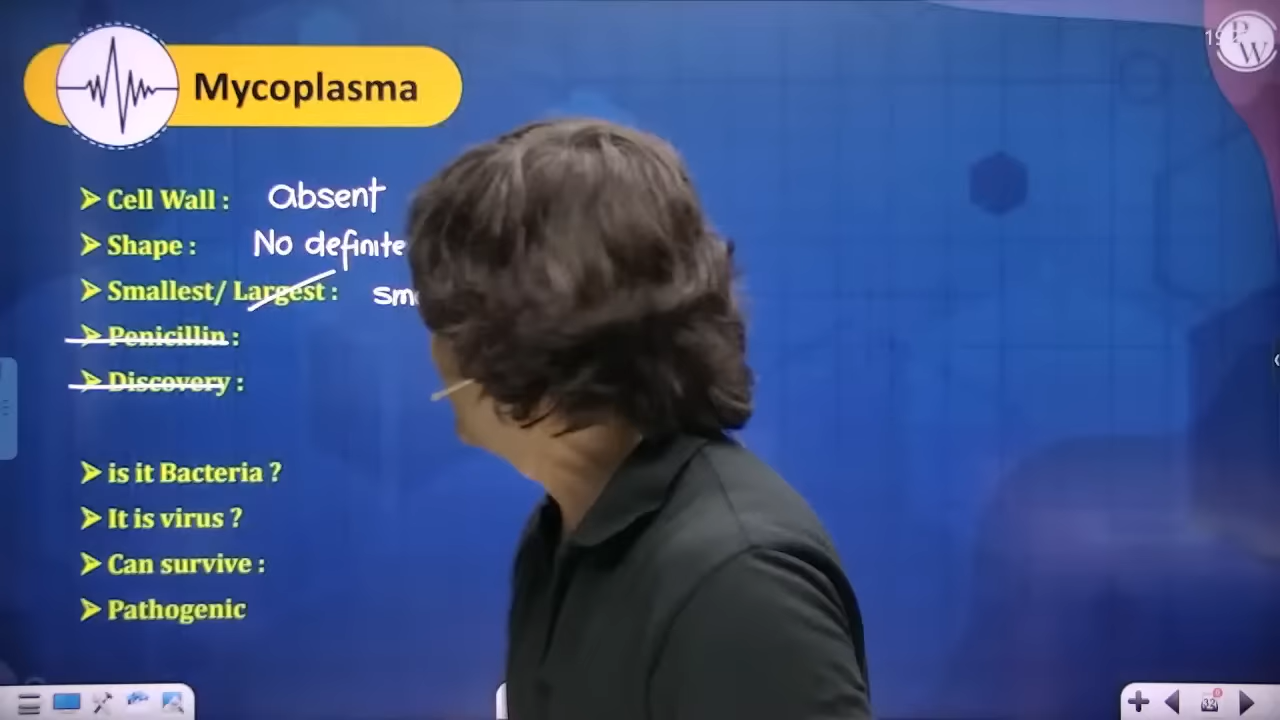 Mycoplasma
PW
➤ Cell Wall : absent
➤ Shape : No definite
➤ Smallest/ Largest :
➤ Penicillin :
➤ Discovery :
➤ is it Bacteria ?
➤ It is virus ?
➤ Can survive :
➤ Pathogenic